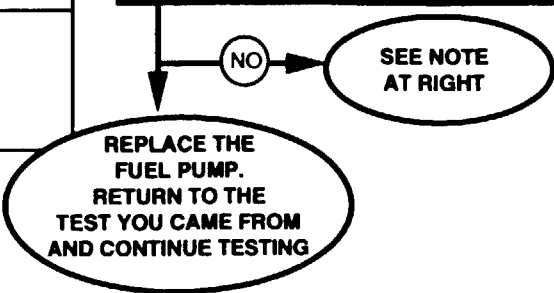 NO
SEE NOTE
AT RIGHT
REPLACE THE
FUEL PUMP.
RETURN TO THE
TEST YOU CAME FROM
AND CONTINUE TESTING